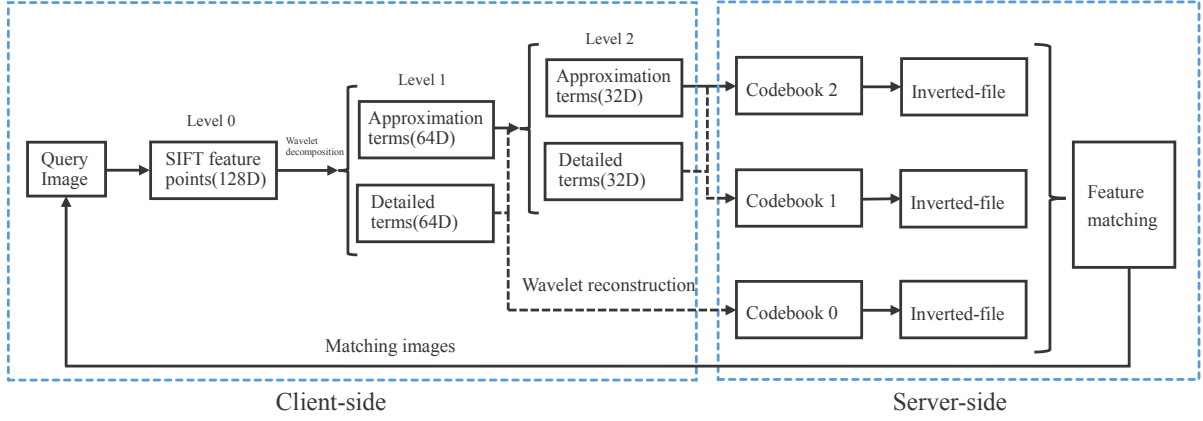 Level 0
Query
Image
SIFT feature
points(128D)
Wavelet
decomposition
Level 1
Approximation
terms(64D)
Detailed
terms(64D)
Level 2
Approximation
terms(32D)
Detailed
terms(32D)
Wavelet reconstruction
Matching images
Client-side
Codebook 2
Inverted-file
Codebook 1
Inverted-file
Codebook 0
Inverted-file
Feature
matching
Server-side